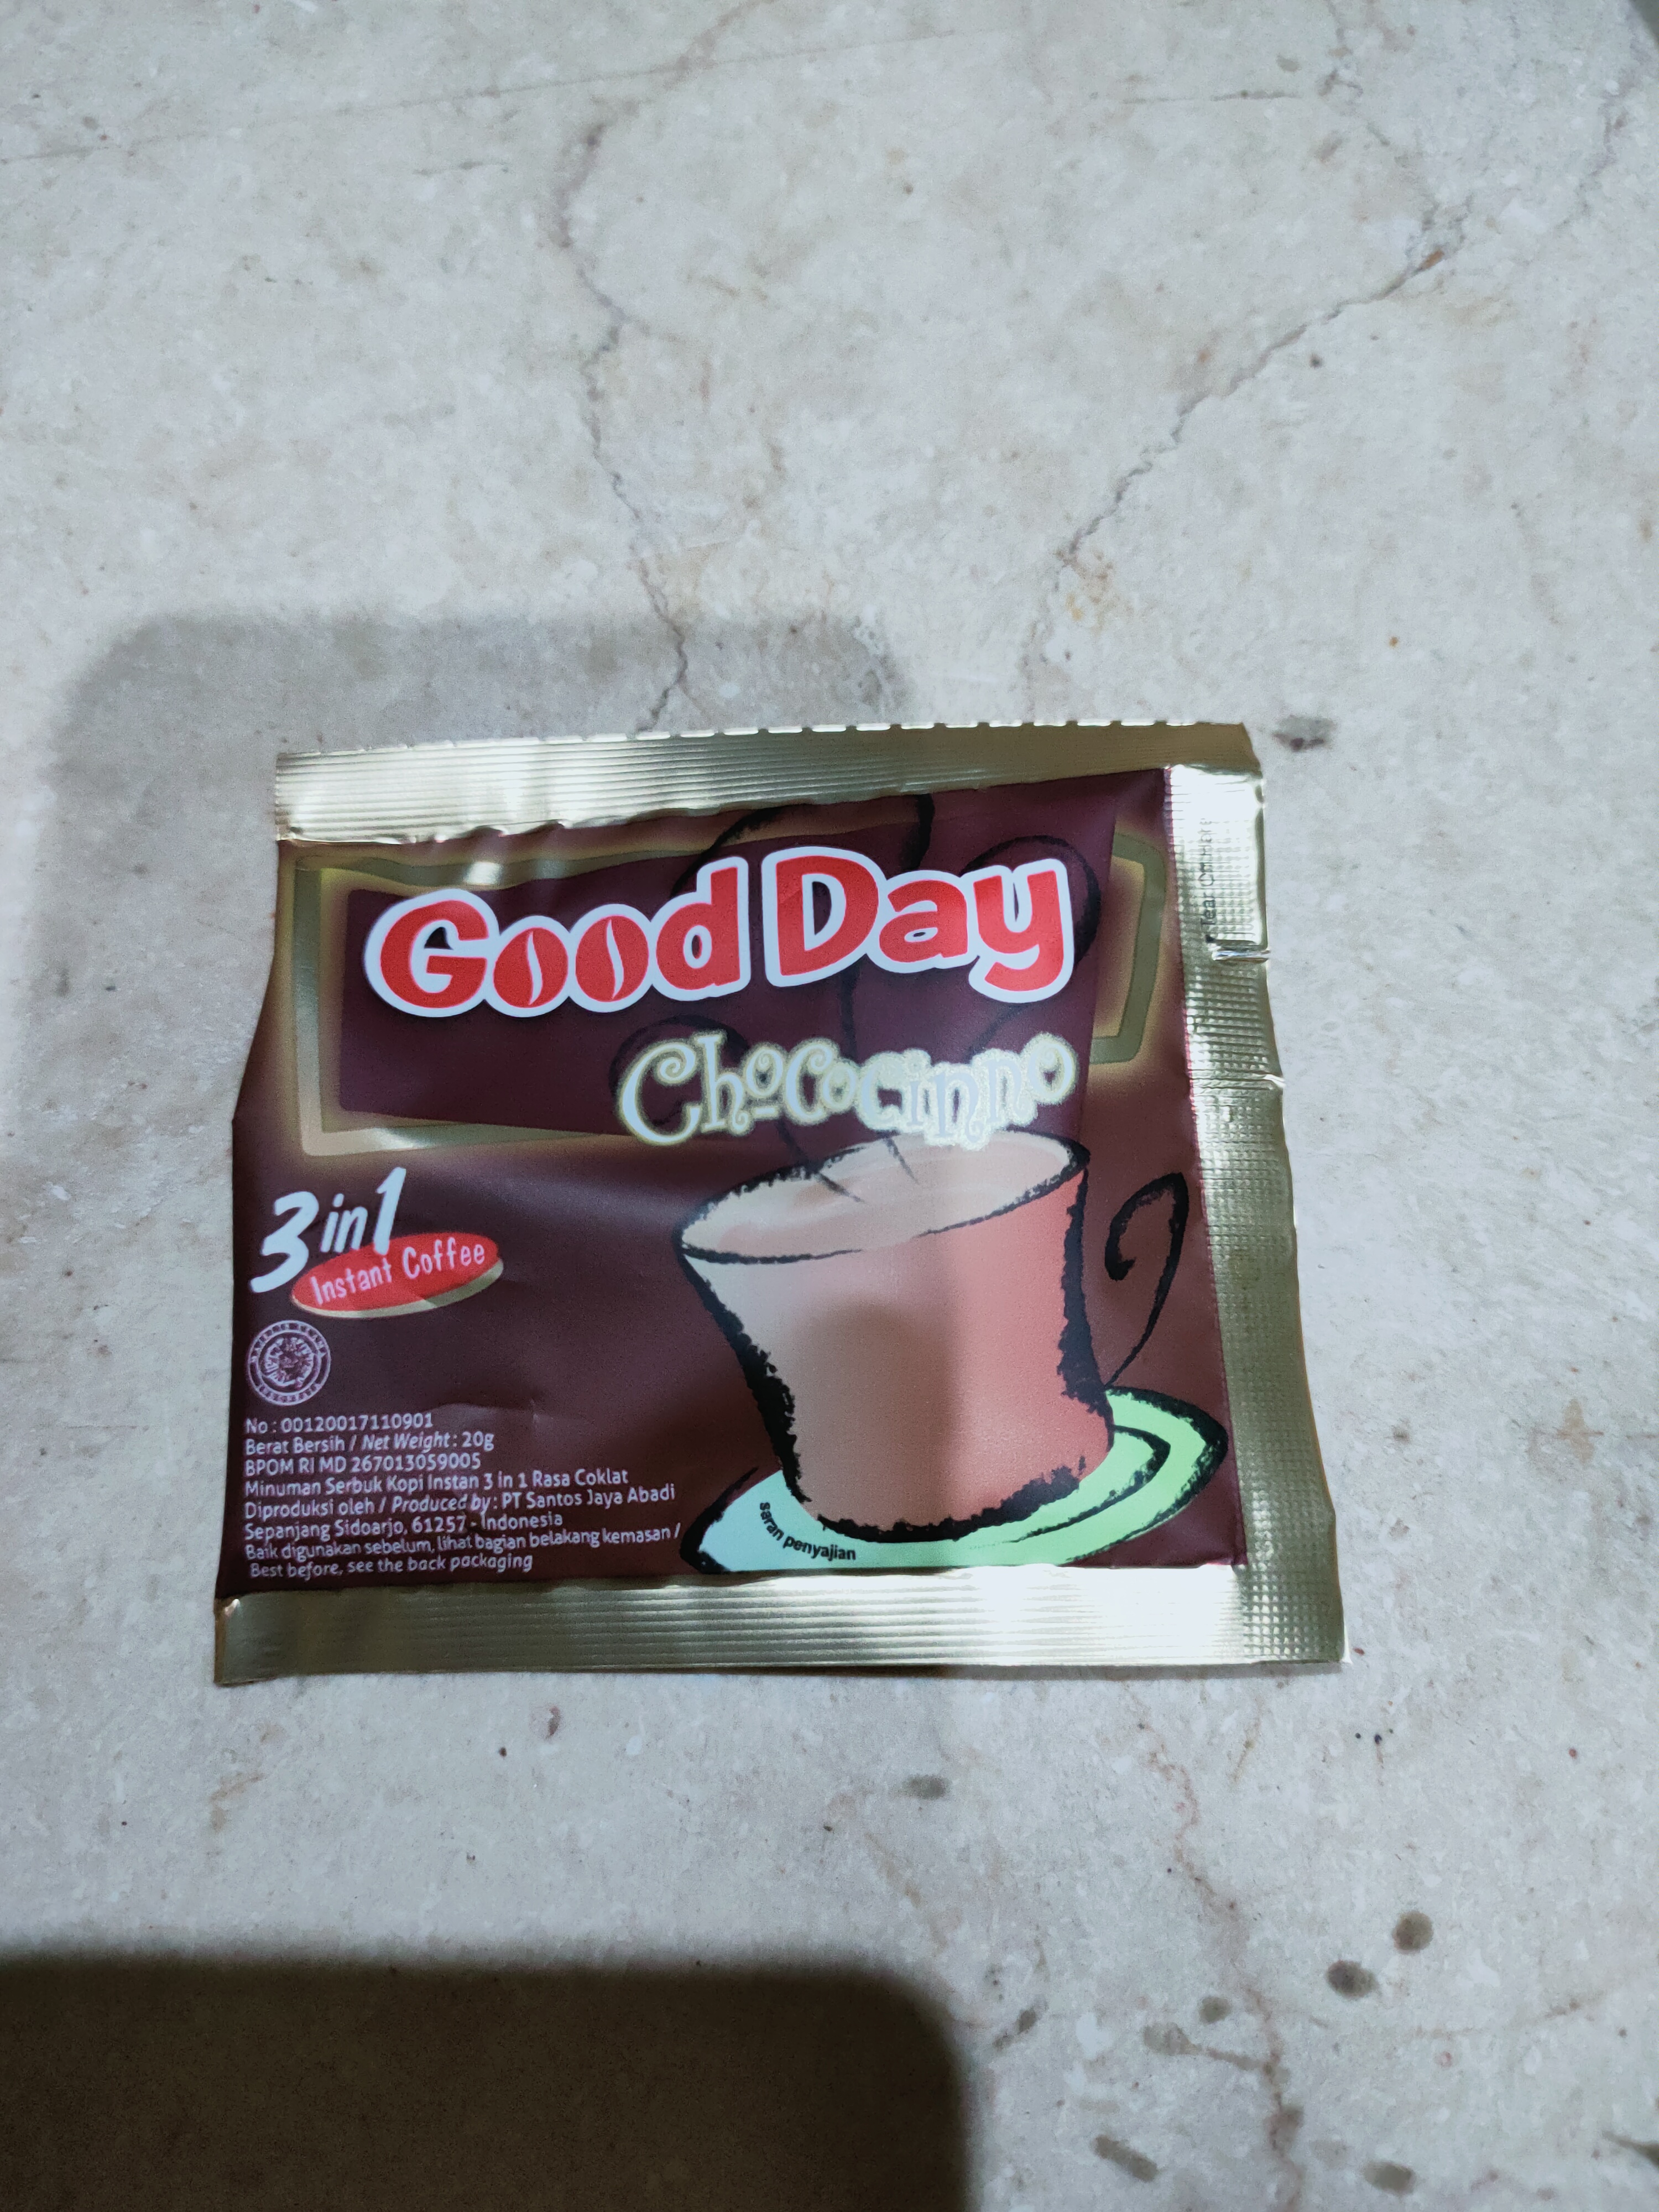 Good Day
Chococinno
3 in 1
Instant Coffee
No : 00120017110901
Berat Bersih / Net Weight : 20g
BPOM RI MD 267013059005
Minuman Serbuk Kopi Instan 3 in 1 Rasa Coklat
Diproduksi oleh / Produced by : PT Santos Jaya Abadi
Sepanjang Sidoarjo, 61257 - Indonesia
Baik digunakan sebelum, lihat bagian belakang kemasan /
Best before, see the back packaging
saran penyajian
Tear